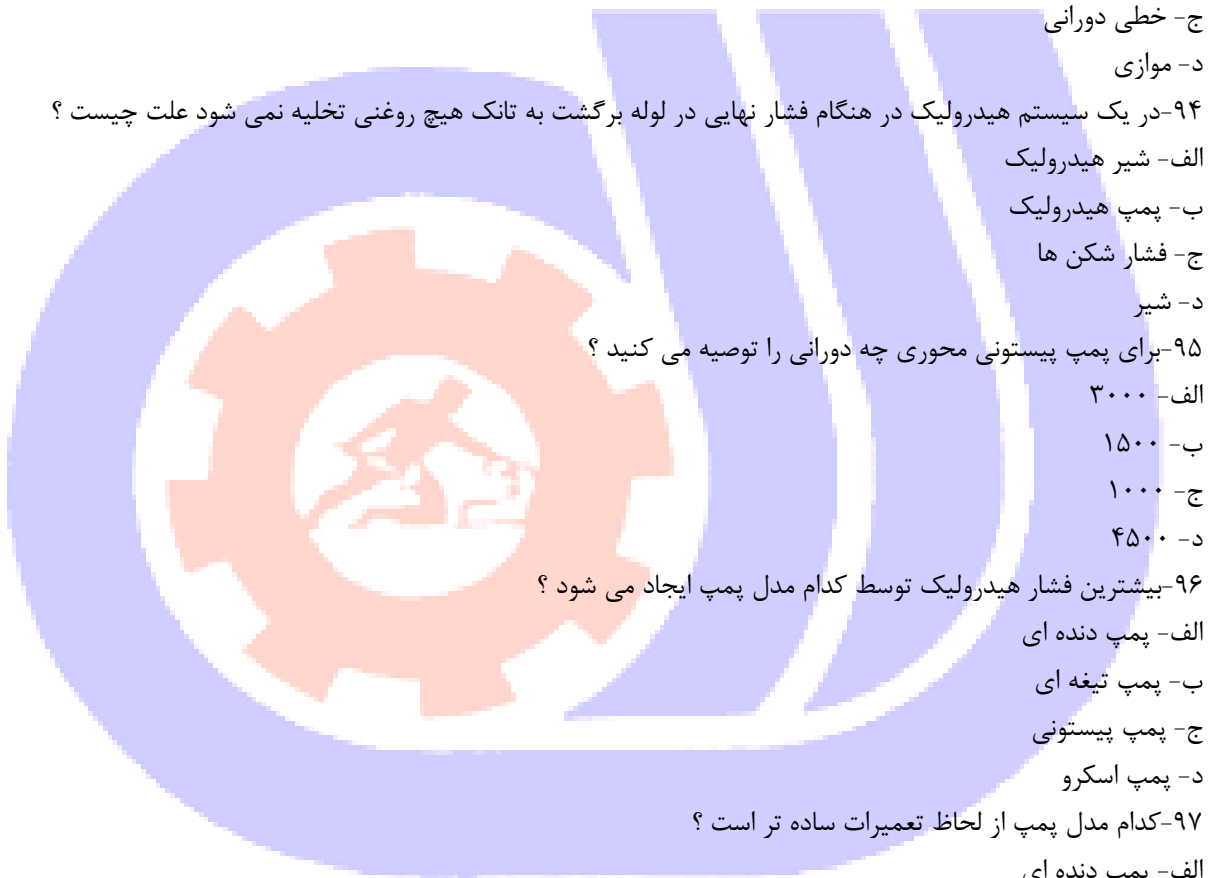 ج- خطی دورانی
د- موازی
۹۴-در یک سیستم هیدرولیک در هنگام فشار نهایی در لوله برگشت به تانک هیچ روغنی تخلیه نمی شود علت چیست ؟
الف- شیر هیدرولیک
ب- پمپ هیدرولیک
ج- فشار شکن ها
د- شیر
۹۵-برای پمپ پیستونی محوری چه دورانی را توصیه می کنید ؟
الف- ۳۰۰۰
ب- ۱۵۰۰
ج- ۱۰۰۰
د- ۴۵۰۰
۹۶-بیشترین فشار هیدرولیک توسط کدام مدل پمپ ایجاد می شود ؟
الف- پمپ دنده ای
ب- پمپ تیغه ای
ج- پمپ پیستونی
د- پمپ اسکرو
۹۷-کدام مدل پمپ از لحاظ تعمیرات ساده تر است ؟
الف- پمپ دنده ای